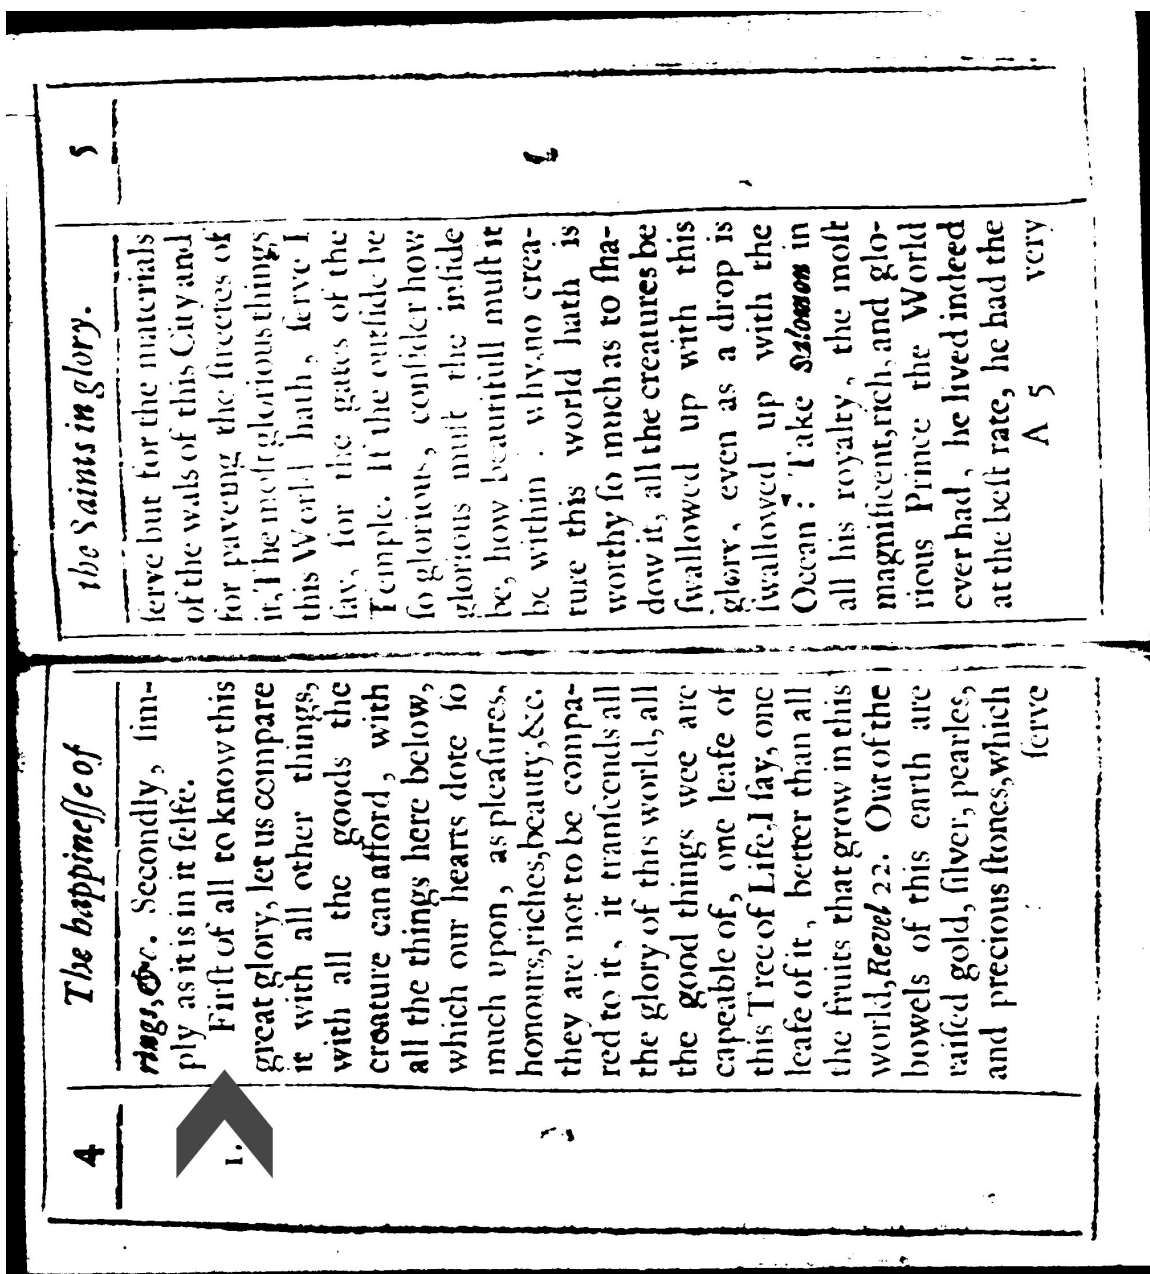 4 The happinesse of
rings, &c. Secondly, sim-
ply as it is in it selfe.
1. First of all to know this
great glory, let us compare
it with all other things,
with all the goods the
creature can afford, with
all the things here below,
which our hearts dote so
much upon, as pleasures,
honours, riches, beauty, &c.
they are not to be compa-
red to it, it transcends all
the glory of this world, all
the good things wee are
capeable of, one leafe of
this Tree of Life, I say, one
leafe of it, better than all
the fruits that grow in this
world, Revel 22. Out of the
bowels of this earth are
raised gold, silver, pearles,
and precious stones, which
serve
the Saints in glory. 5
serve but for the materials
of the wals of this City and
for paveing the streetes of
it, The most glorious things
this World hath, serve I
say, for the gates of the
Temple. If the outside be
so glorious, consider how
glorious must the inside
be, how beautifull must it
be within. why, no crea-
ture this world hath is
worthy so much as to sha-
dow it, all the creatures be
swallowed up with this
glory, even as a drop is
swallowed up with the
Ocean: Take Salomon in
all his royalty, the most
magnificent, rich, and glo-
rious Prince the World
ever had, he lived indeed
at the best rate, he had the
A 5 very